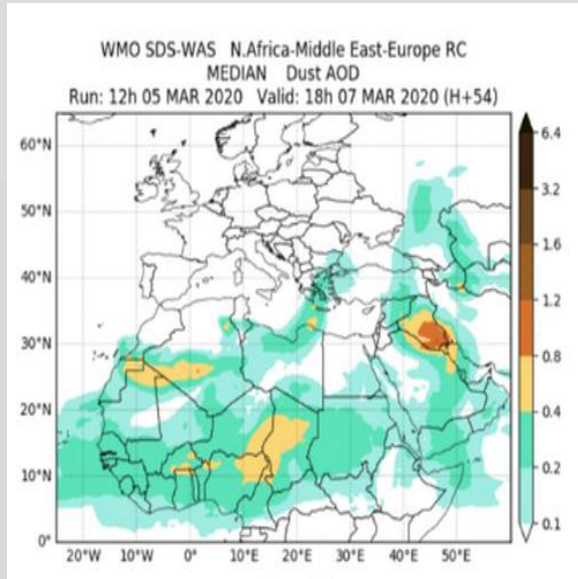 WMO SDS-WAS N.Africa-Middle East-Europe RC
MEDIAN Dust AOD
Run: 12h 05 MAR 2020 Valid: 18h 07 MAR 2020 (H+54)
60°N
50°N
40°N
30°N
20°N
10°N
0°
20°W 10°W 0° 10°E 20°E 30°E 40°E 50°E
6.4
3.2
1.6
1.2
0.8
0.4
0.2
0.1